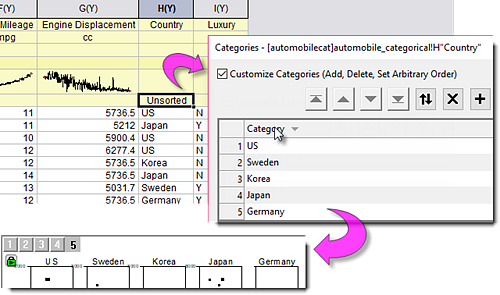 F(Y) G(Y) H(Y) I(Y)
Mileage Engine Displacement Country Luxury
mpg cc
Unsorted
11 5736.5 US N
11 5212 Japan Y
10 5900.4 US N
12 6277.4 US N
12 5736.5 Korea N
14 5736.5 Japan N
13 5031.7 Sweden Y
12 5736.5 Germany Y
Categories - [automobilecat]automobile_categorical!H"Country"
Customize Categories (Add, Delete, Set Arbitrary Order)
Category
1 US
2 Sweden
3 Korea
4 Japan
5 Germany
1 2 3 4 5
US Sweden Korea Japan Germany